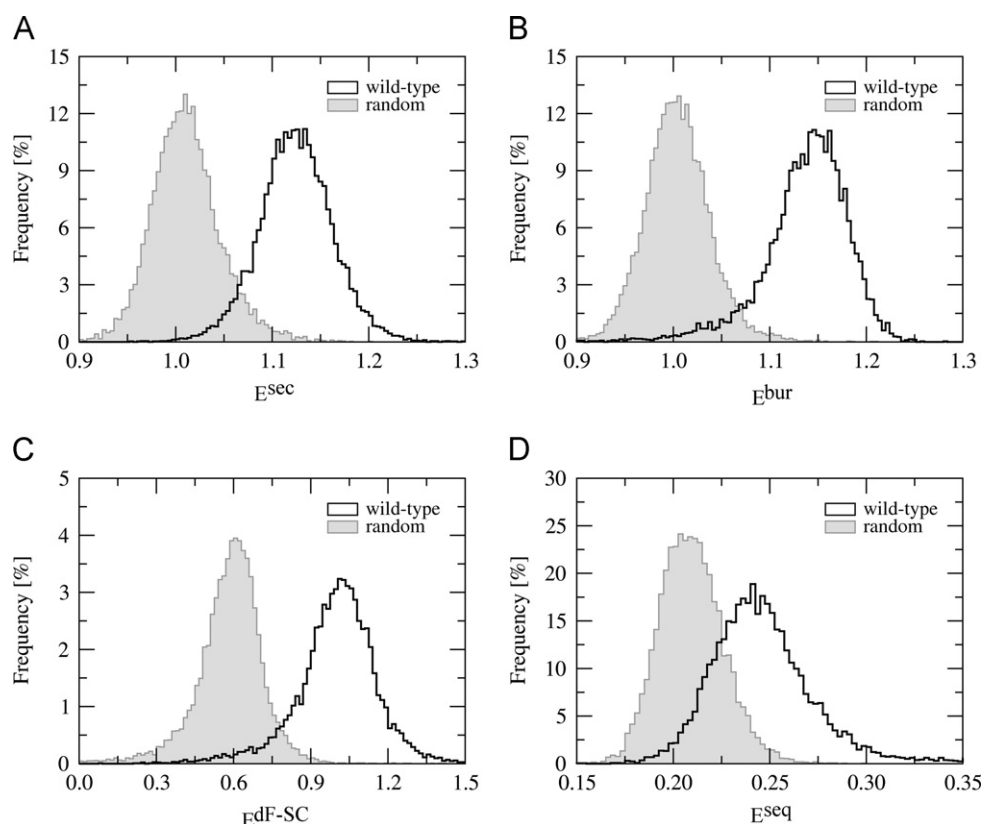 A
15
12
9
6
3
0
Frequency [%]
wild-type
random
0.9 1.0 1.1 1.2 1.3
E^sec
B
15
12
9
6
3
0
Frequency [%]
wild-type
random
0.9 1.0 1.1 1.2 1.3
E^bur
C
5
4
3
2
1
0
Frequency [%]
wild-type
random
0.0 0.3 0.6 0.9 1.2 1.5
E^dF-SC
D
30
25
20
15
10
5
0
Frequency [%]
wild-type
random
0.15 0.20 0.25 0.30 0.35
E^seq